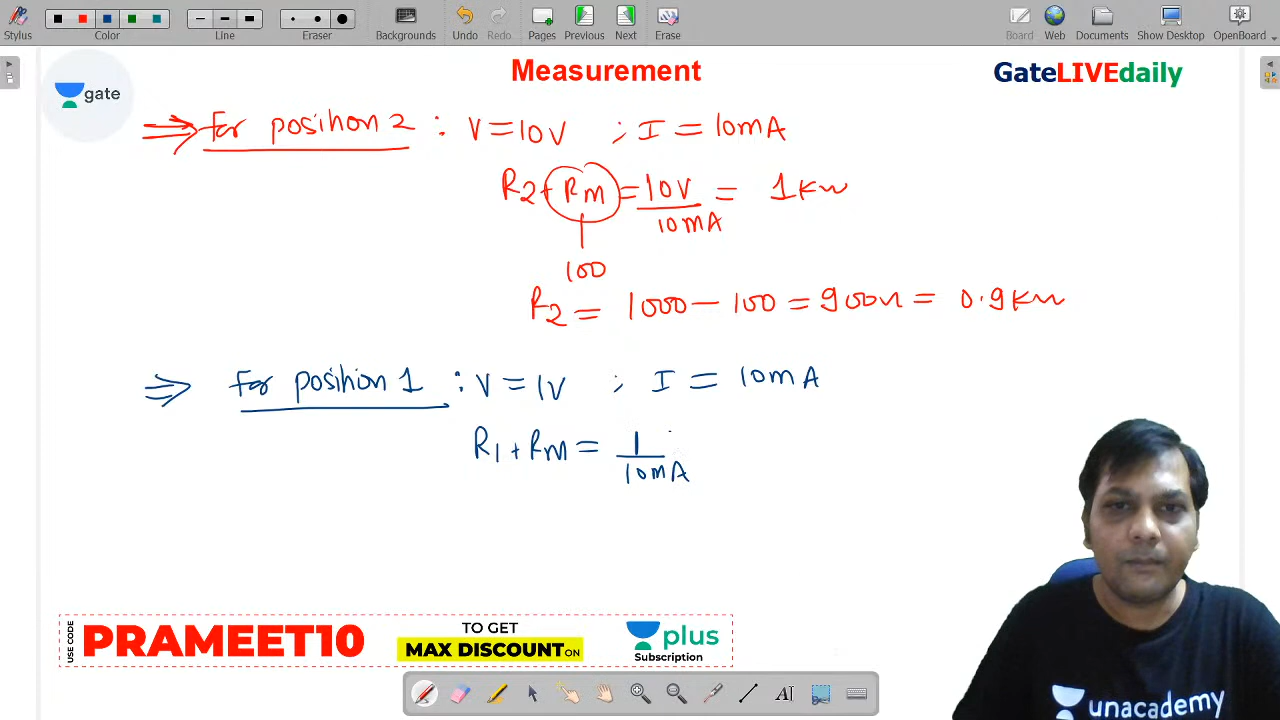 Stylus
Color
Line
Eraser
Backgrounds
Undo
Redo
Pages
Previous
Next
Erase
Board
Web
Documents
Show Desktop
OpenBoard
gate
Measurement
GateLIVEdaily
⇒ For position 2 : V = 10V ; I = 10mA
R2 + RM = 10V / 10mA = 1KΩ
100
R2 = 1000 – 100 = 900Ω = 0.9KΩ
⇒ For position 1 : V = 1V ; I = 10mA
R1 + RM = 1 / 10mA
USE CODE
PRAMEET10
TO GET
MAX DISCOUNT ON
plus
Subscription
AI
unacademy